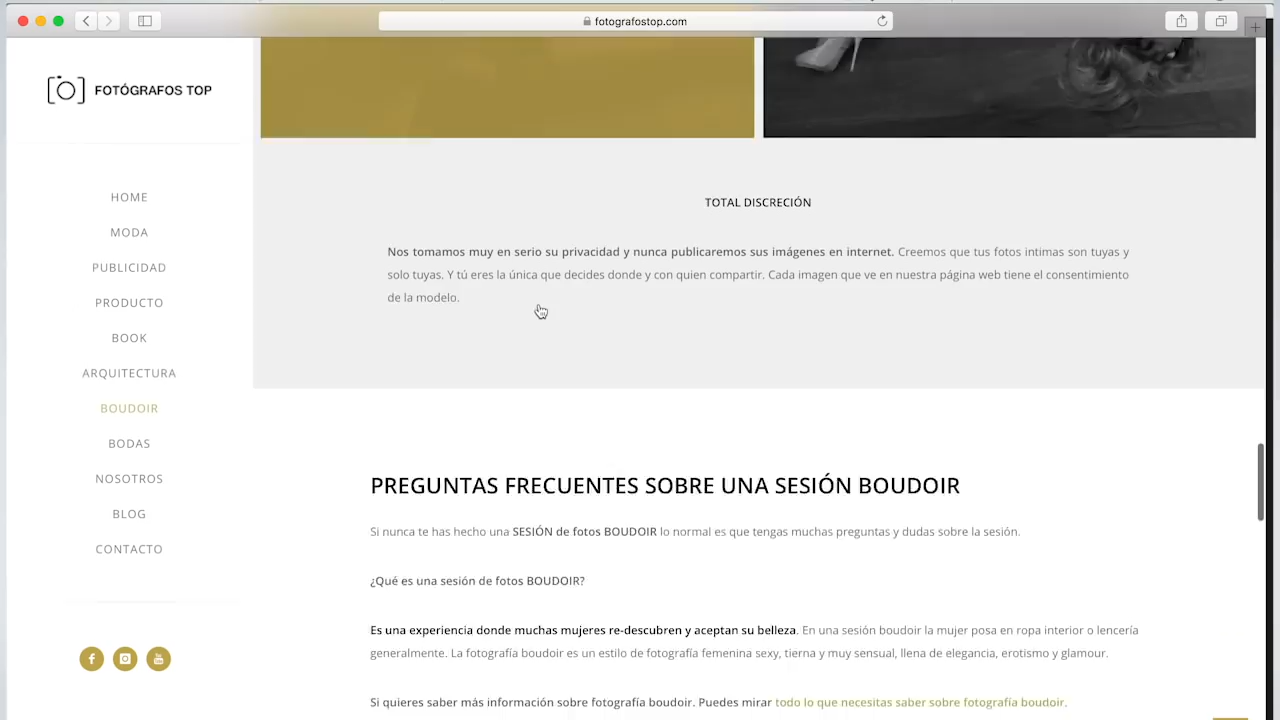 fotografostop.com
FOTÓGRAFOS TOP
HOME
MODA
PUBLICIDAD
PRODUCTO
BOOK
ARQUITECTURA
BOUDOIR
BODAS
NOSOTROS
BLOG
CONTACTO
TOTAL DISCRECIÓN
Nos tomamos muy en serio su privacidad y nunca publicaremos sus imágenes en internet. Creemos que tus fotos intimas son tuyas y
solo tuyas. Y tú eres la única que decides donde y con quien compartir. Cada imagen que ve en nuestra página web tiene el consentimiento
de la modelo.
PREGUNTAS FRECUENTES SOBRE UNA SESIÓN BOUDOIR
Si nunca te has hecho una SESIÓN de fotos BOUDOIR lo normal es que tengas muchas preguntas y dudas sobre la sesión.
¿Qué es una sesión de fotos BOUDOIR?
Es una experiencia donde muchas mujeres re-descubren y aceptan su belleza. En una sesión boudoir la mujer posa en ropa interior o lencería
generalmente. La fotografía boudoir es un estilo de fotografía femenina sexy, tierna y muy sensual, llena de elegancia, erotismo y glamour.
Si quieres saber más información sobre fotografía boudoir. Puedes mirar todo lo que necesitas saber sobre fotografía boudoir.